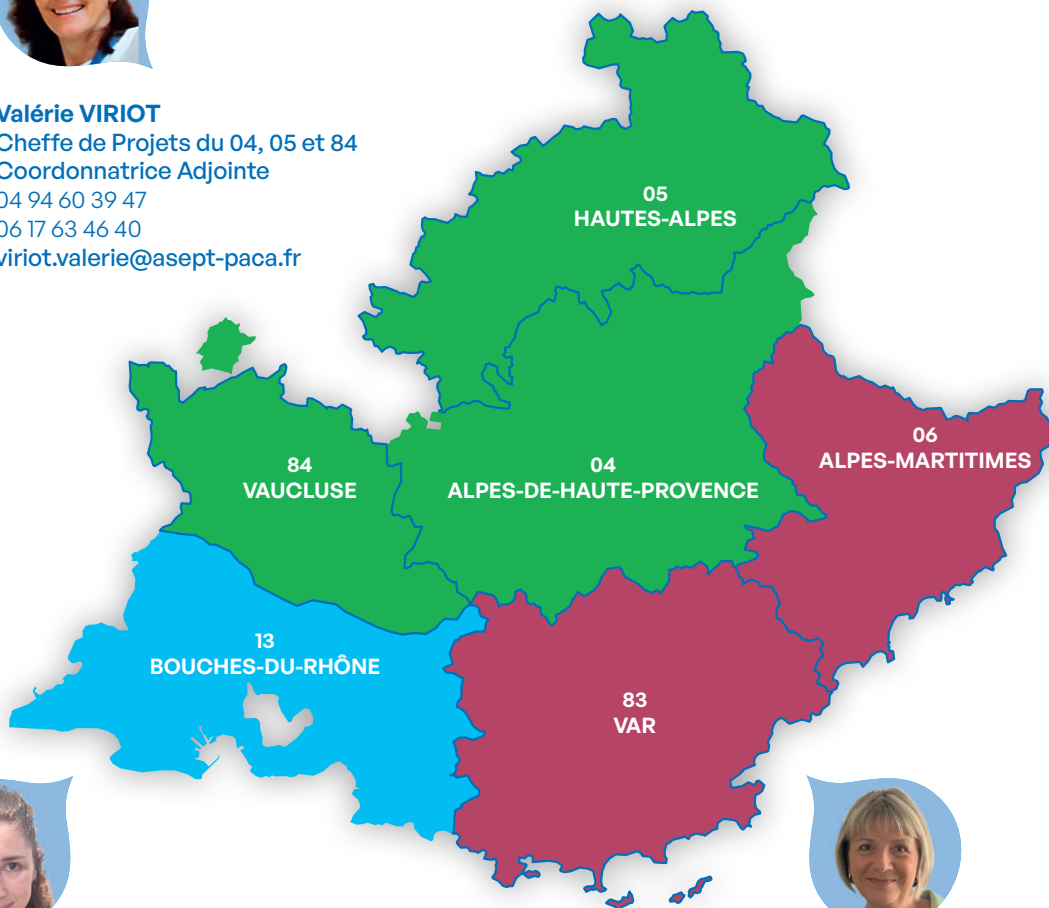 Valérie VIRIOT
Cheffe de Projets du 04, 05 et 84
Coordonnatrice Adjointe
04 94 60 39 47
06 17 63 46 40
viriot.valerie@asept-paca.fr
05
HAUTES-ALPES
06
ALPES-MARTITIMES
84
VAUCLUSE
04
ALPES-DE-HAUTE-PROVENCE
13
BOUCHES-DU-RHÔNE
83
VAR